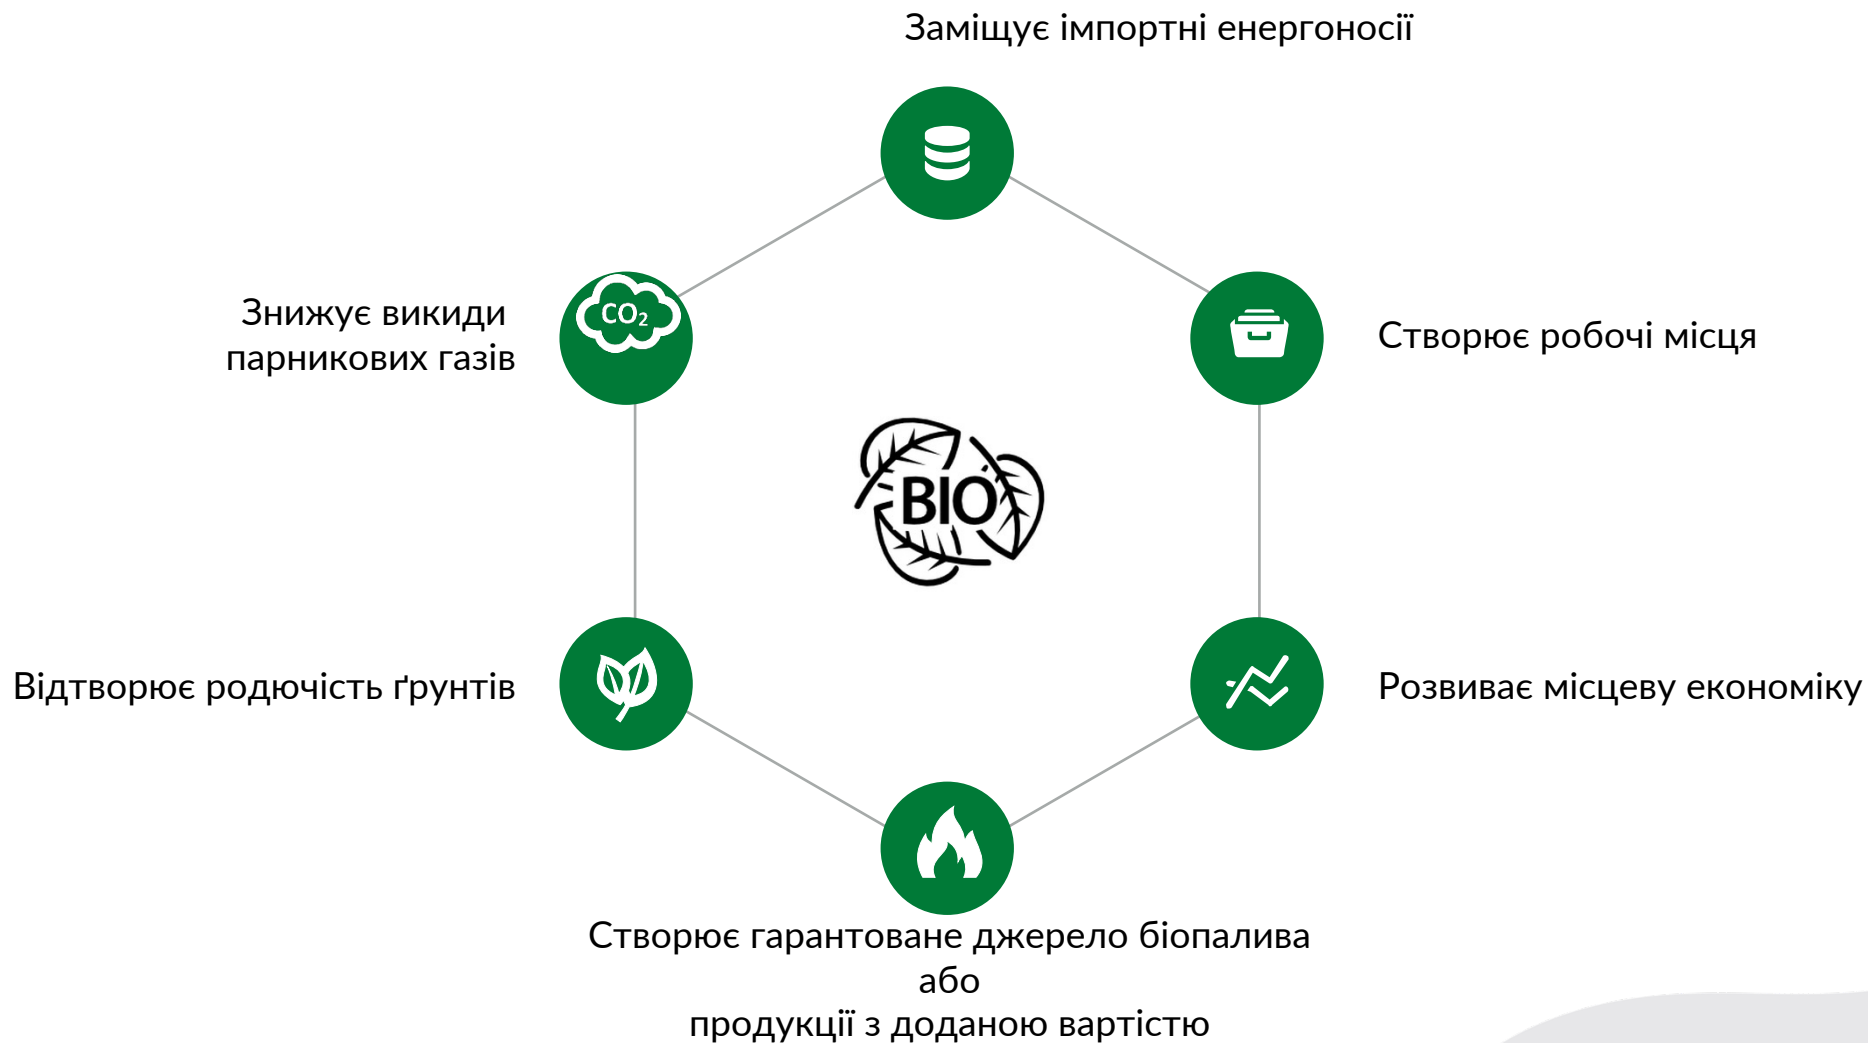 Заміщує імпортні енергоносії
CO₂
Знижує викиди
парникових газів
Створює робочі місця
BIO
Відтворює родючість ґрунтів
Розвиває місцеву економіку
Створює гарантоване джерело біопалива
або
продукції з доданою вартістю